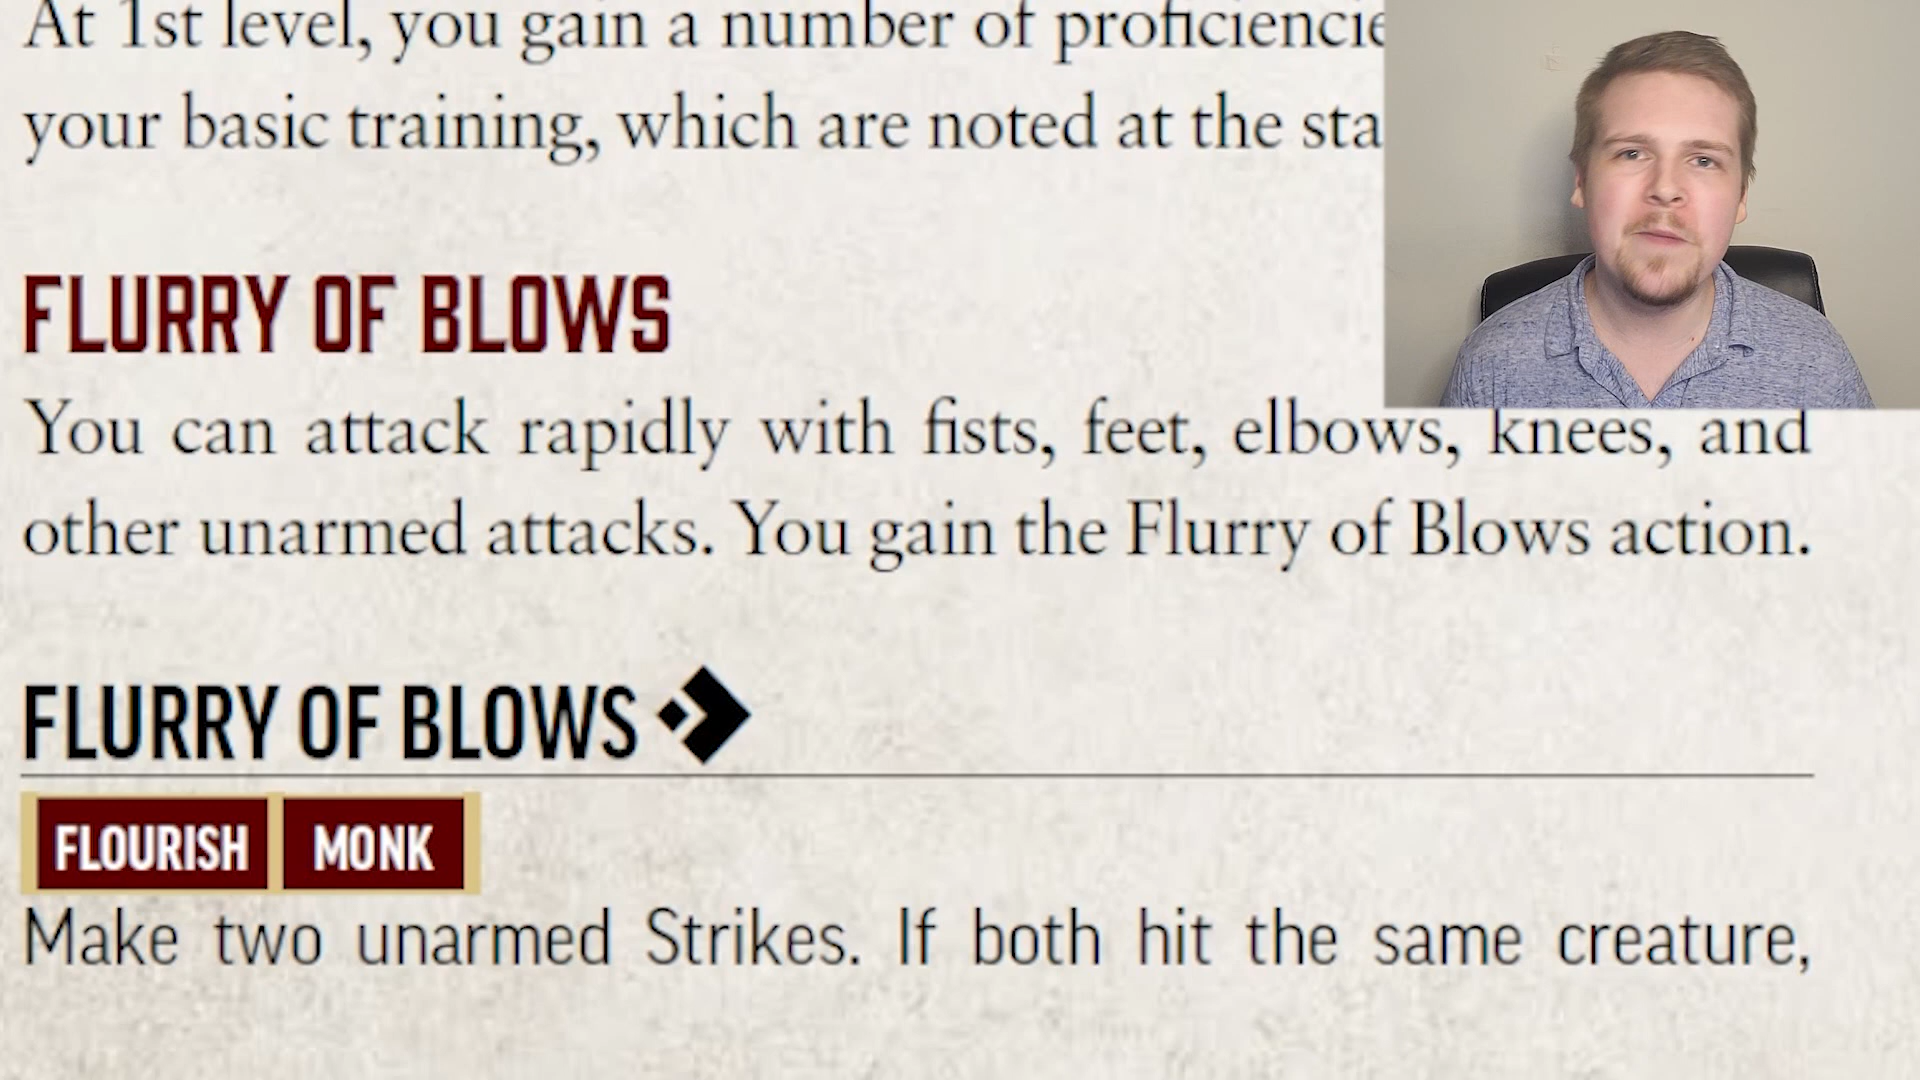 At 1st level, you gain a number of
your basic training, which are noted at the
FLURRY OF BLOWS
You can attack rapidly with fists, feet, elbows, knees, and
other unarmed attacks. You gain the Flurry of Blows action.
FLURRY OF BLOWS
FLOURISH MONK
Make two unarmed Strikes. If both hit the same creature,